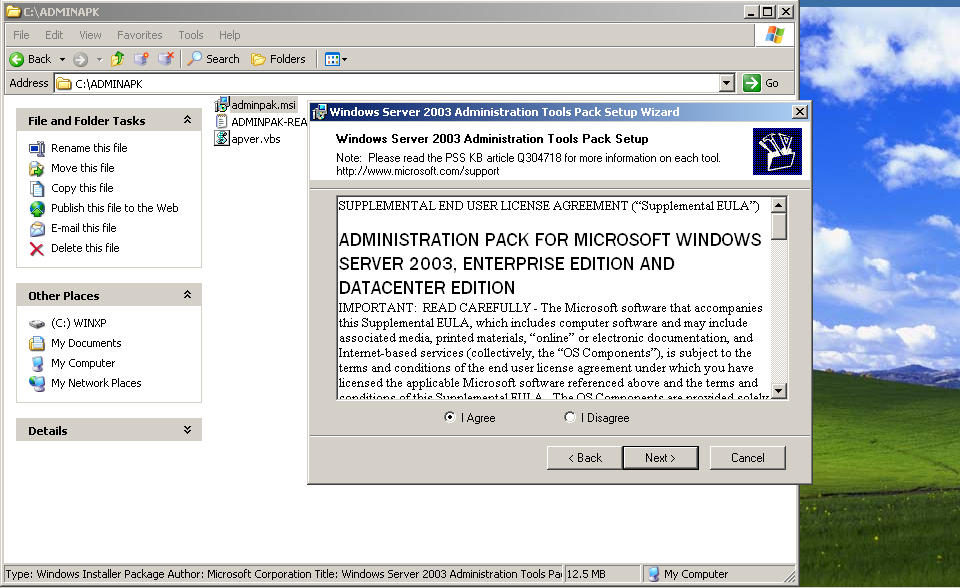 C:\ADMINAPK
File Edit View Favorites Tools Help
Back Search Folders
Address C:\ADMINAPK Go
File and Folder Tasks
Rename this file
Move this file
Copy this file
Publish this file to the Web
E-mail this file
Delete this file
Other Places
(C:) WINXP
My Documents
My Computer
My Network Places
Details
adminpak.msi
ADMINPAK-REA
apver.vbs
Windows Server 2003 Administration Tools Pack Setup Wizard
Windows Server 2003 Administration Tools Pack Setup
Note: Please read the PSS KB article Q304718 for more information on each tool.
http://www.microsoft.com/support
SUPPLEMENTAL END USER LICENSE AGREEMENT (“Supplemental EULA”)
ADMINISTRATION PACK FOR MICROSOFT WINDOWS
SERVER 2003, ENTERPRISE EDITION AND
DATACENTER EDITION
IMPORTANT: READ CAREFULLY - The Microsoft software that accompanies
this Supplemental EULA, which includes computer software and may include
associated media, printed materials, “online” or electronic documentation, and
Internet-based services (collectively, the “OS Components”), is subject to the
terms and conditions of the end user license agreement under which you have
licensed the applicable Microsoft software referenced above and the terms and
conditions of this Supplemental EULA. The OS Components are provided solely
I Agree I Disagree
< Back Next > Cancel
Type: Windows Installer Package Author: Microsoft Corporation Title: Windows Server 2003 Administration Tools Pa 12.5 MB My Computer